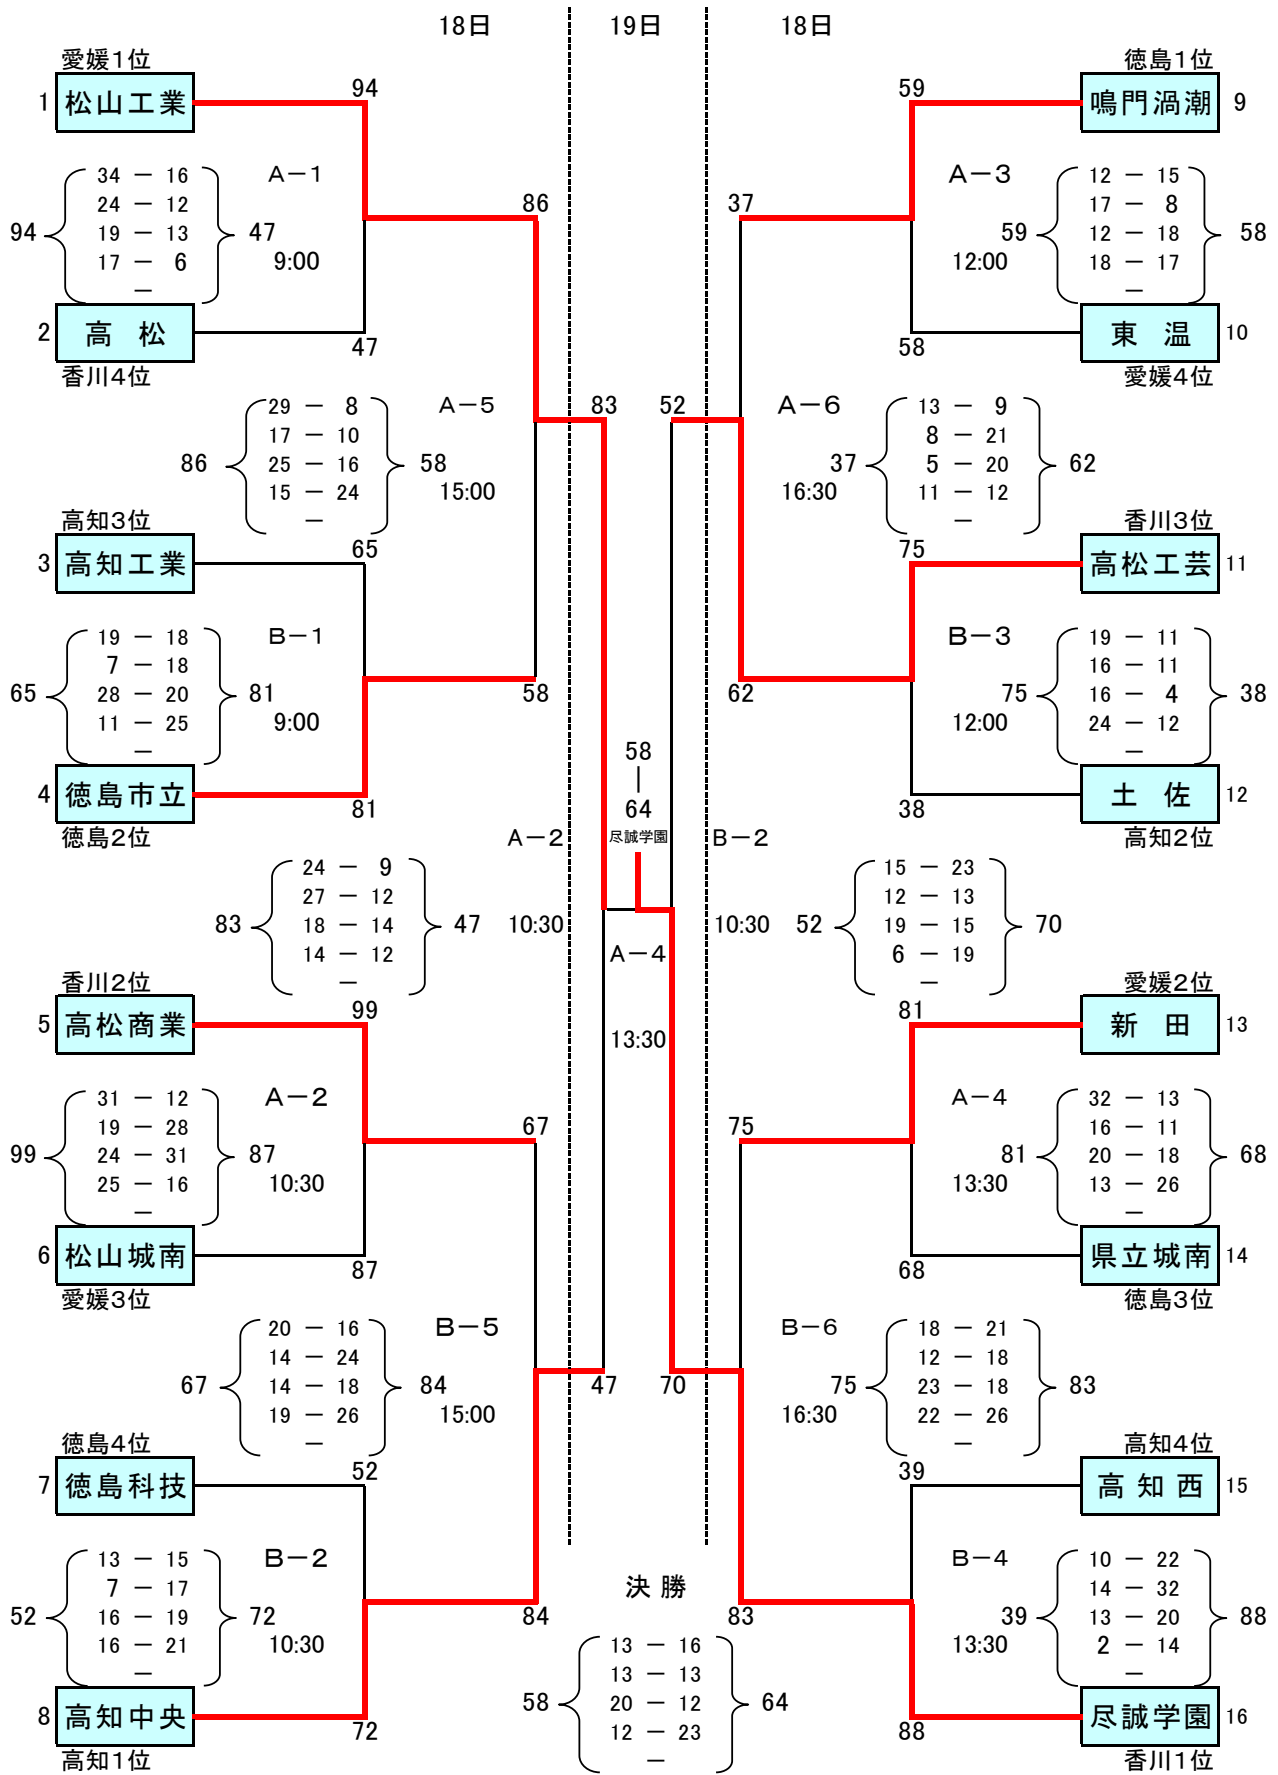 18日
19日
18日
愛媛1位
1
松山工業
94
A－1
34 － 16
24 － 12
19 － 13
17 － 6
－
94
47
9:00
2
高 松
香川4位
47
86
A－5
29 － 8
17 － 10
25 － 16
15 － 24
－
86
58
15:00
高知3位
3
高知工業
65
B－1
19 － 18
7 － 18
28 － 20
11 － 25
－
65
81
9:00
4
徳島市立
徳島2位
81
58
83
A－2
24 － 9
27 － 12
18 － 14
14 － 12
－
83
47
10:30
香川2位
5
高松商業
99
A－2
31 － 12
19 － 28
24 － 31
25 － 16
－
99
87
10:30
6
松山城南
愛媛3位
87
67
B－5
20 － 16
14 － 24
14 － 18
19 － 26
－
67
84
15:00
47
徳島4位
7
徳島科技
52
B－2
13 － 15
7 － 17
16 － 19
16 － 21
－
52
72
10:30
8
高知中央
高知1位
72
84
58
｜
64
尽誠学園
A－4
13:30
決 勝
13 － 16
13 － 13
20 － 12
12 － 23
－
58
64
徳島1位
鳴門渦潮
9
59
A－3
12 － 15
17 － 8
12 － 18
18 － 17
－
59
58
12:00
東 温
10
愛媛4位
58
37
52
A－6
13 － 9
8 － 21
5 － 20
11 － 12
－
37
62
16:30
香川3位
高松工芸
11
75
B－3
19 － 11
16 － 11
16 － 4
24 － 12
－
75
38
12:00
土 佐
12
高知2位
38
62
B－2
15 － 23
12 － 13
19 － 15
6 － 19
－
52
70
10:30
愛媛2位
新 田
13
81
A－4
32 － 13
16 － 11
20 － 18
13 － 26
－
81
68
13:30
県立城南
14
徳島3位
68
75
B－6
18 － 21
12 － 18
23 － 18
22 － 26
－
75
83
16:30
70
高知4位
高 知 西
15
39
B－4
10 － 22
14 － 32
13 － 20
2 － 14
－
39
88
13:30
尽誠学園
16
香川1位
88
83